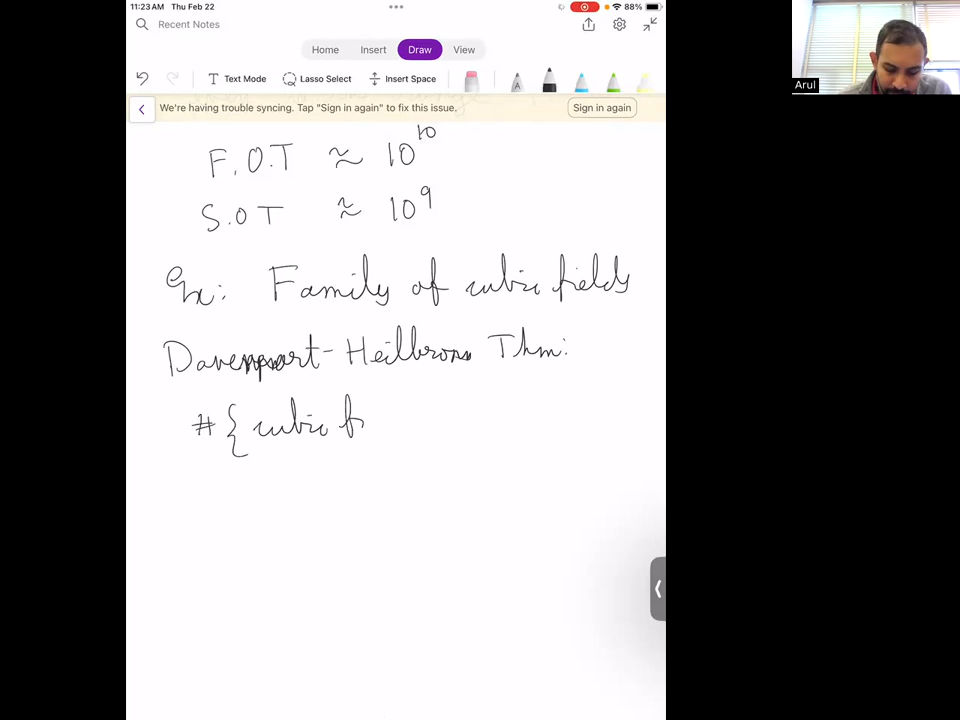 11:23 AM Thu Feb 22
88%
Recent Notes
Home Insert Draw View
Text Mode Lasso Select Insert Space
We're having trouble syncing. Tap "Sign in again" to fix this issue. Sign in again
F.O.T ≈ 10^10
S.O T ≈ 10^9
Ex: Family of cubic fields
Davenport-Heilbronn Thm:
# { cubic f
Arul